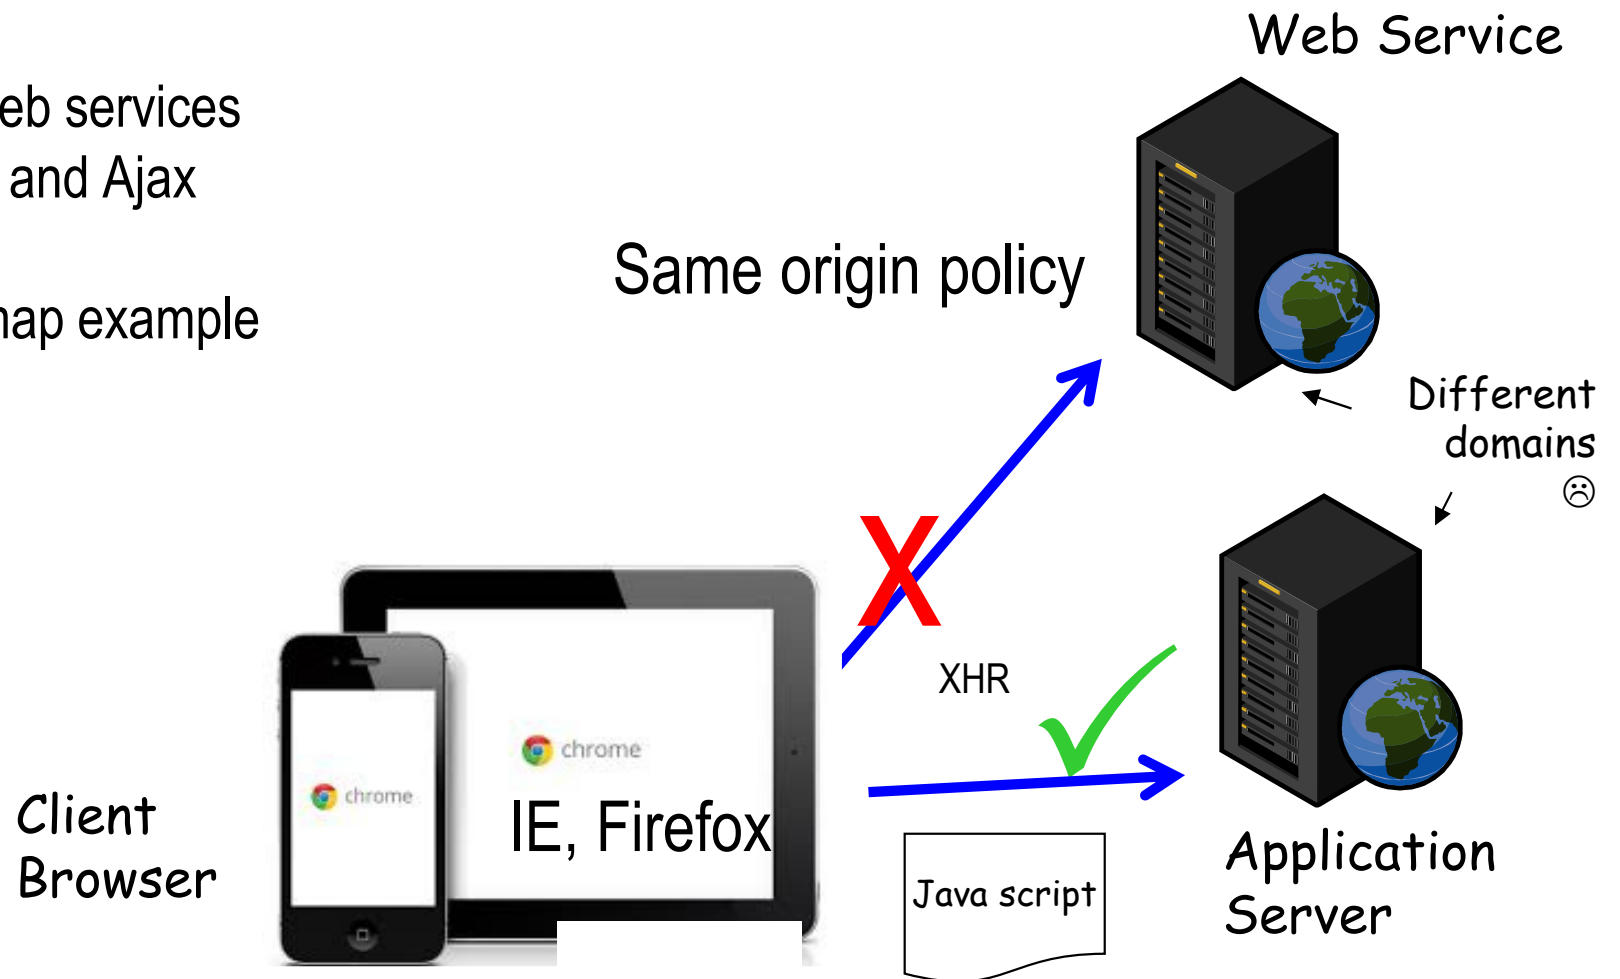 Web Service
eb services
and Ajax
Same origin policy
map example
Different
domains
☹
X
XHR
chrome
chrome
IE, Firefox
Client
Browser
Java script
Application
Server